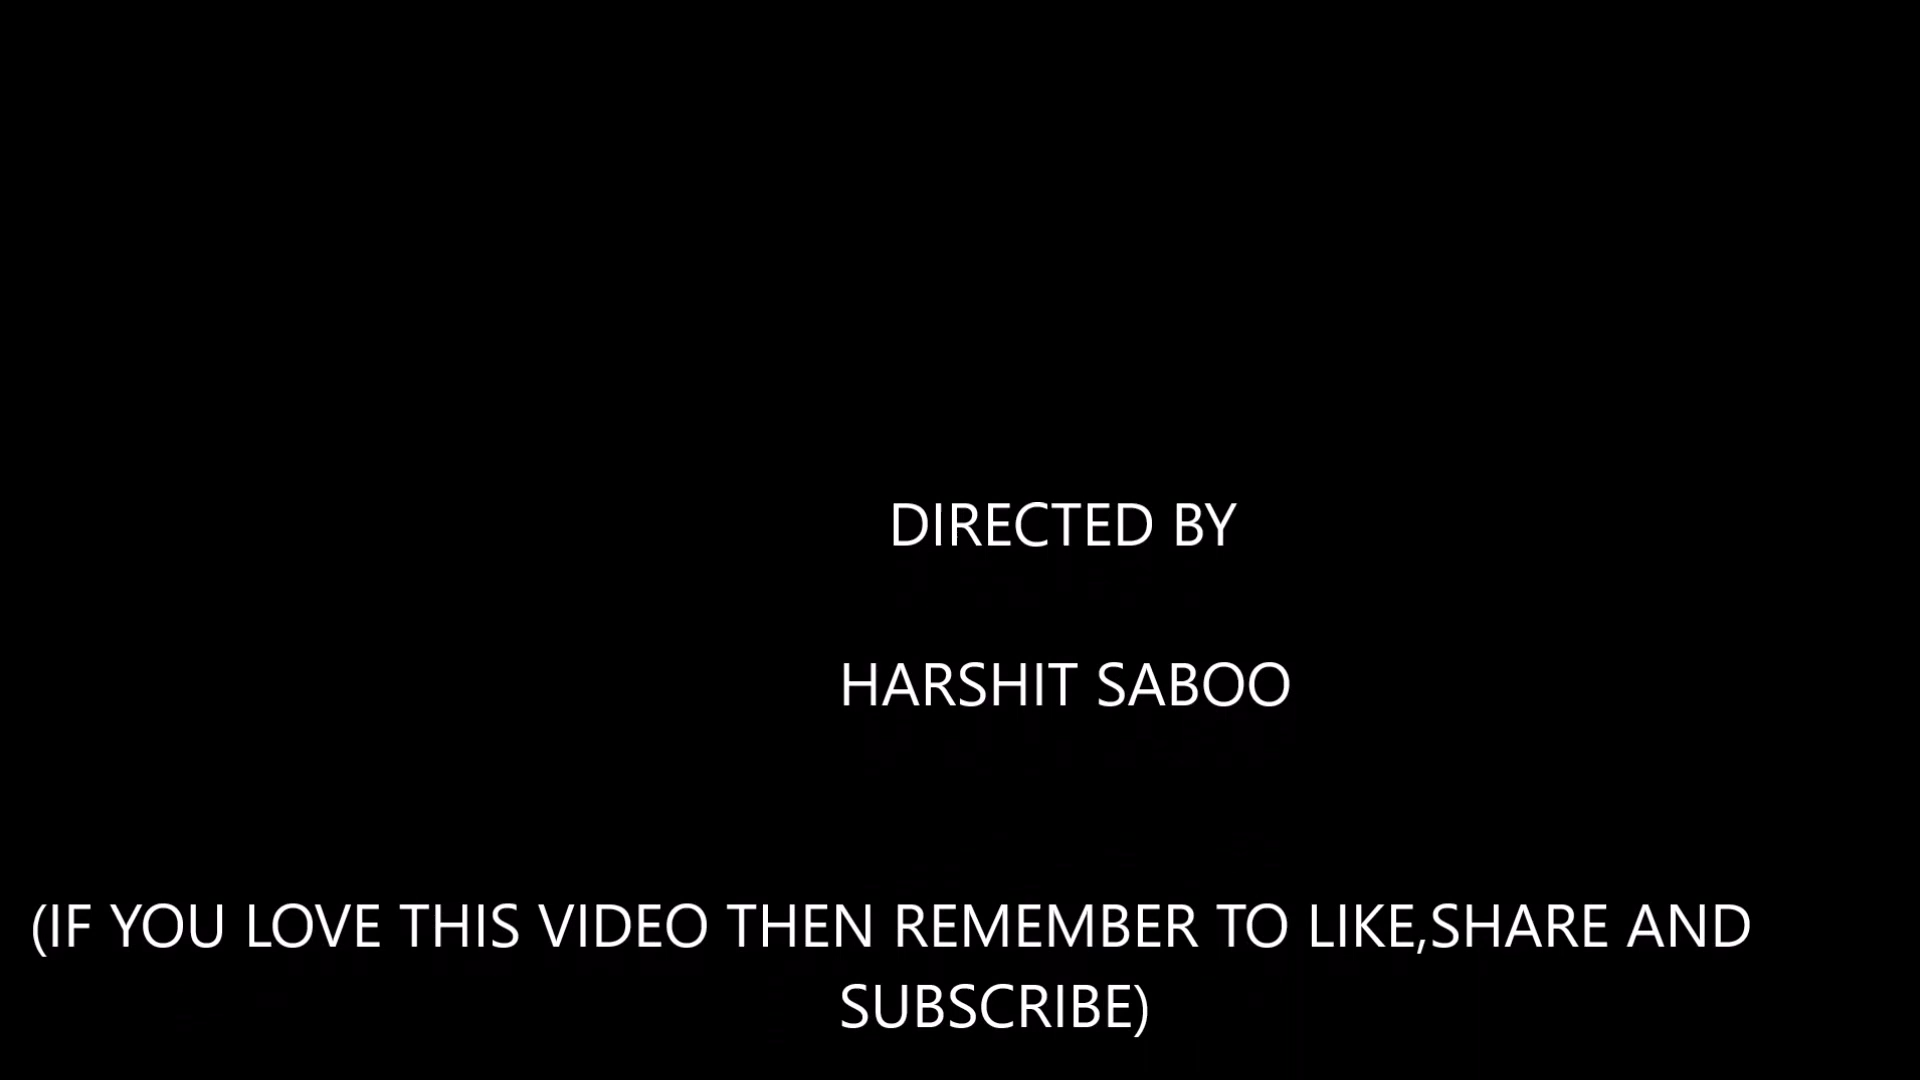 DIRECTED BY
HARSHIT SABOO
(IF YOU LOVE THIS VIDEO THEN REMEMBER TO LIKE,SHARE AND
SUBSCRIBE)